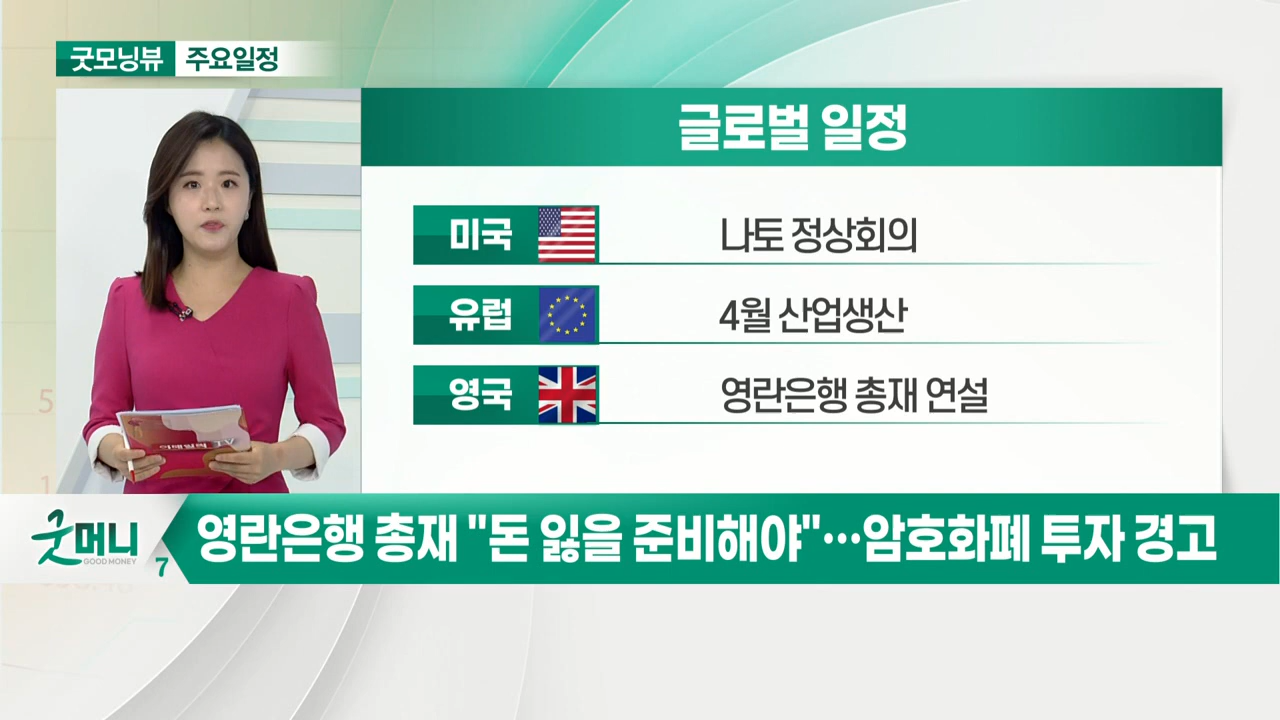 굿모닝뷰 주요일정
글로벌 일정
미국 나토 정상회의
유럽 4월 산업생산
영국 영란은행 총재 연설
굿머니
GOOD MONEY
7
영란은행 총재 "돈 잃을 준비해야"…암호화폐 투자 경고
5
1